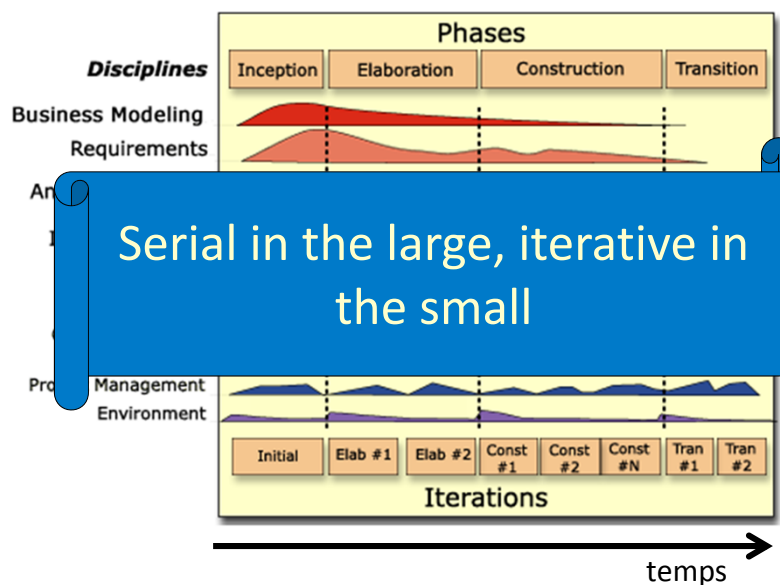 Phases
Disciplines
Inception Elaboration Construction Transition
Business Modeling
Requirements
Serial in the large, iterative in
the small
Management
Environment
Initial Elab #1 Elab #2 Const #1 Const #2 Const #N Tran #1 Tran #2
Iterations
temps